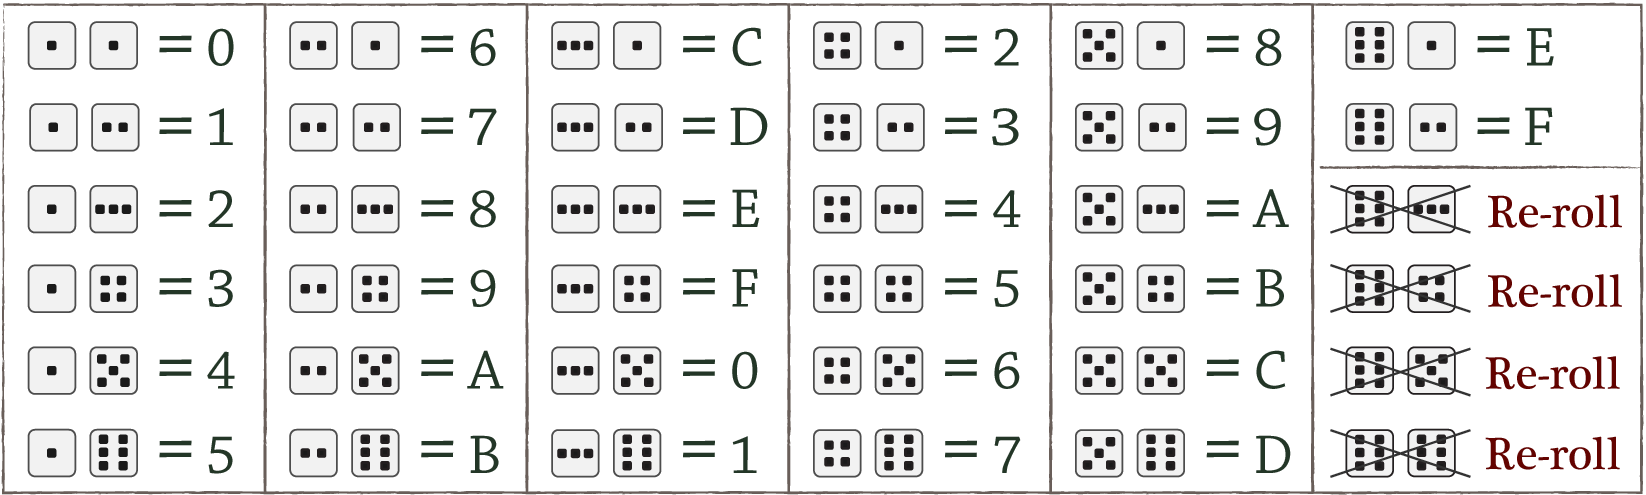 = 0 = 6 = C = 2 = 8 = E
= 1 = 7 = D = 3 = 9 = F
= 2 = 8 = E = 4 = A Re-roll
= 3 = 9 = F = 5 = B Re-roll
= 4 = A = 0 = 6 = C Re-roll
= 5 = B = 1 = 7 = D Re-roll